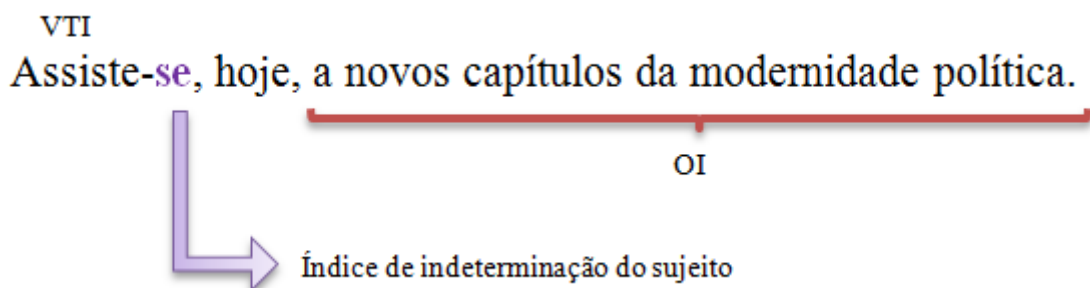 VTI
Assiste-se, hoje, a novos capítulos da modernidade política.
OI
Índice de indeterminação do sujeito